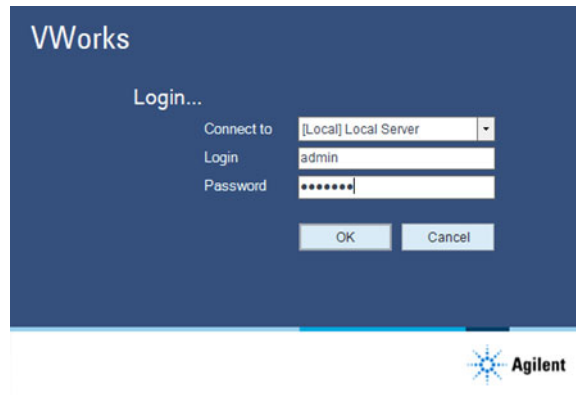 VWorks
Login...
Connect to [Local] Local Server
Login admin
Password •••••••
OK Cancel
Agilent